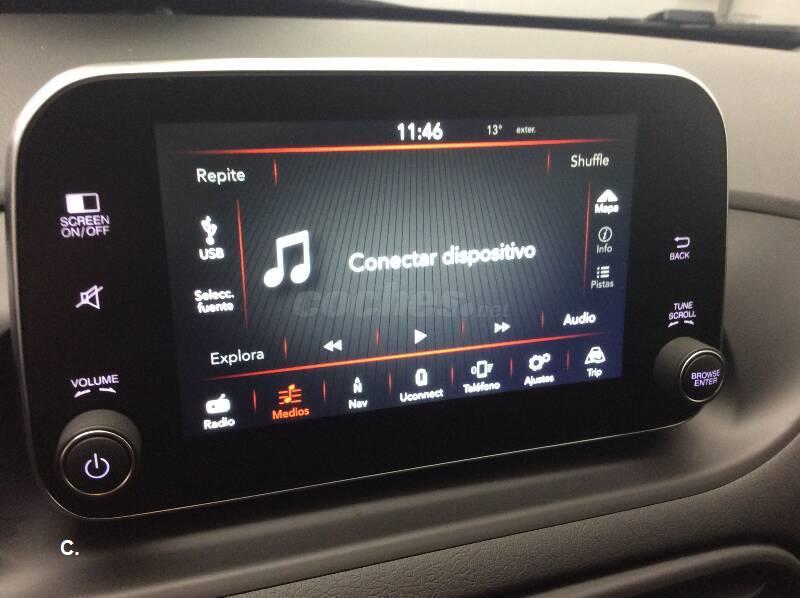 11:46 13° exter.
Repite
Shuffle
SCREEN
ON/OFF
USB
Mapa
Info
BACK
Conectar dispositivo
Selecc.
fuente
Pistas
coches.net
TUNE
SCROLL
Audio
Explora
VOLUME
Radio
Medios
Nav
Uconnect
Teléfono
Ajustes
Trip
BROWSE
ENTER
C.